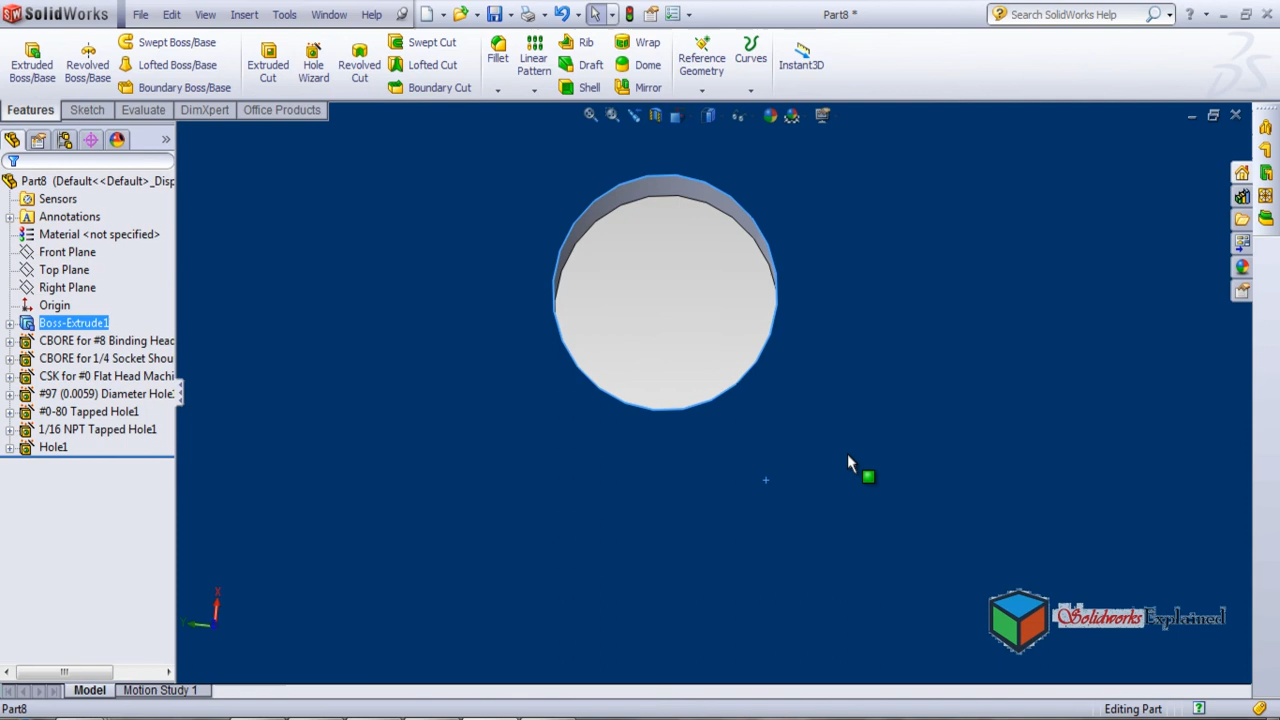 SolidWorks File Edit View Insert Tools Window Help Part8 * Search SolidWorks Help
Extruded Boss/Base Revolved Boss/Base Swept Boss/Base Lofted Boss/Base Boundary Boss/Base Extruded Cut Hole Wizard Revolved Cut Swept Cut Lofted Cut Boundary Cut Fillet Linear Pattern Rib Draft Shell Wrap Dome Mirror Reference Geometry Curves Instant3D
Features Sketch Evaluate DimXpert Office Products
Part8 (Default<<Default>_Disp
Sensors
Annotations
Material <not specified>
Front Plane
Top Plane
Right Plane
Origin
Boss-Extrude1
CBORE for #8 Binding Head
CBORE for 1/4 Socket Shou
CSK for #0 Flat Head Machi
#97 (0.0059) Diameter Hole
#0-80 Tapped Hole1
1/16 NPT Tapped Hole1
Hole1
X
Y
Solidworks Explained
Model Motion Study 1
Part8 Editing Part